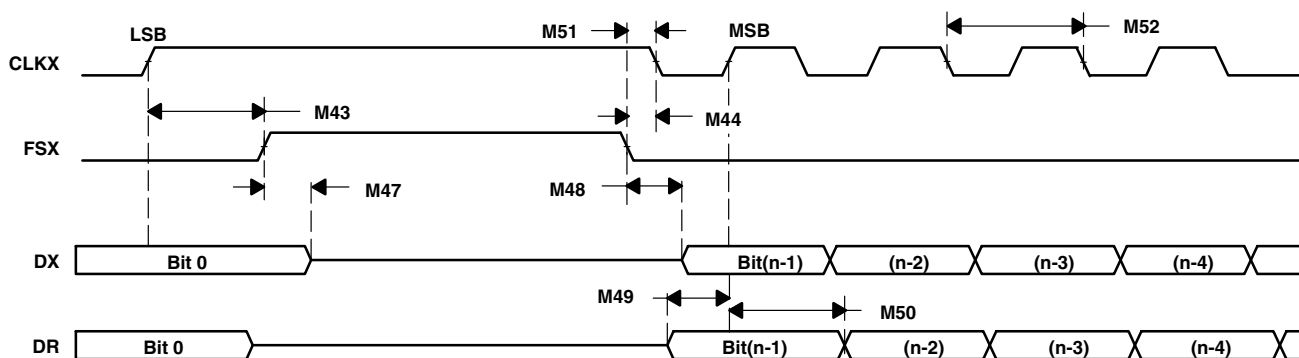 LSB M51 MSB M52
CLKX
M43 M44
FSX
M47 M48
DX Bit 0 Bit(n-1) (n-2) (n-3) (n-4)
M49 M50
DR Bit 0 Bit(n-1) (n-2) (n-3) (n-4)